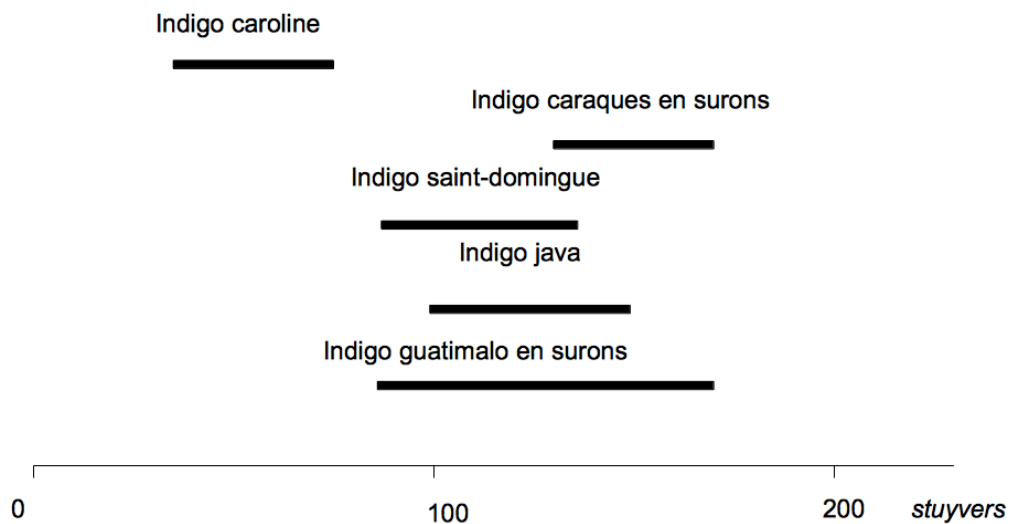 Indigo caroline
Indigo caraques en surons
Indigo saint-domingue
Indigo java
Indigo guatimalo en surons
0 100 200 stuyvers